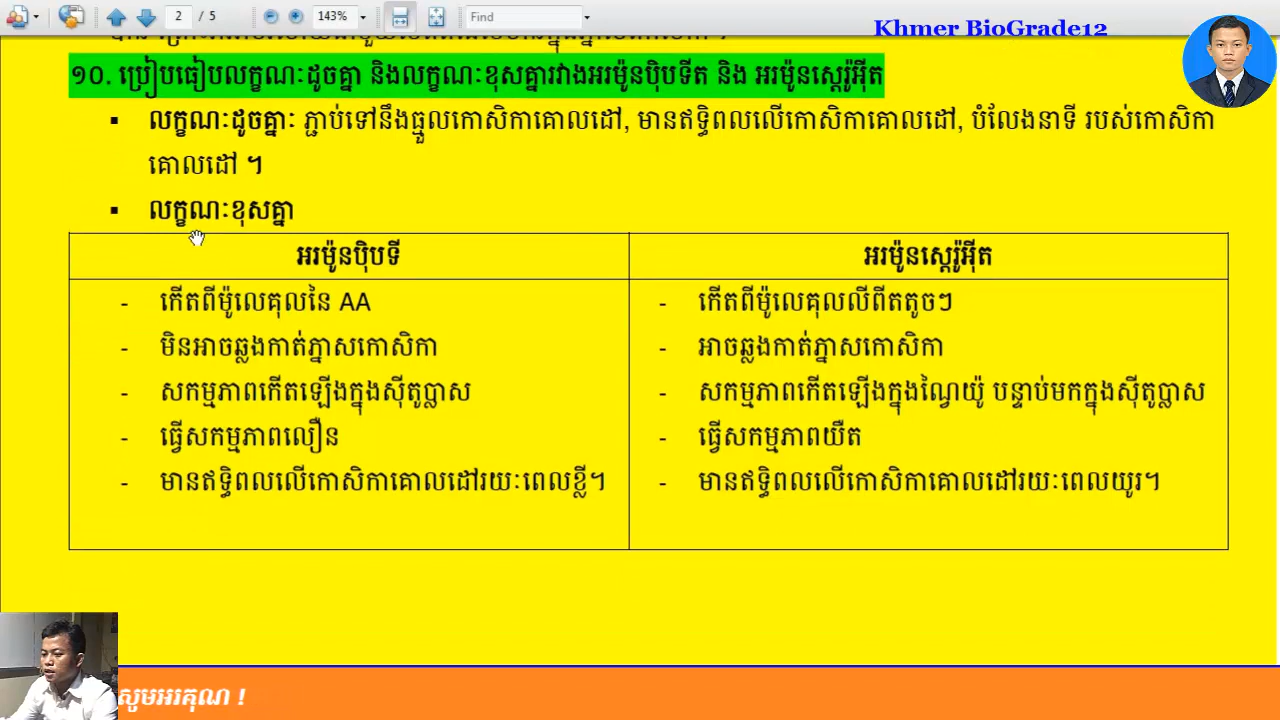 2 / 5
143%
Find
Khmer BioGrade12
១០. ប្រៀបធៀបលក្ខណៈដូចគ្នា និងលក្ខណៈខុសគ្នារវាងអរម៉ូនប៉ិបទីត និង អរម៉ូនស្តេរ៉ូអ៊ីត
▪ លក្ខណៈដូចគ្នាៈ ភ្ជាប់ទៅនឹងធ្មួលកោសិកាគោលដៅ, មានឥទ្ធិពលលើកោសិកាគោលដៅ, បំលែងនាទី របស់កោសិកា
គោលដៅ ។
▪ លក្ខណៈខុសគ្នា
អរម៉ូនប៉ិបទី
- កើតពីម៉ូលេគុលនៃ AA
- មិនអាចឆ្លងកាត់ភ្នាសកោសិកា
- សកម្មភាពកើតឡើងក្នុងស៊ីតូប្លាស
- ធ្វើសកម្មភាពលឿន
- មានឥទ្ធិពលលើកោសិកាគោលដៅរយៈពេលខ្លី។
អរម៉ូនស្តេរ៉ូអ៊ីត
- កើតពីម៉ូលេគុលលីពីតតូចៗ
- អាចឆ្លងកាត់ភ្នាសកោសិកា
- សកម្មភាពកើតឡើងក្នុងណ្វៃយ៉ូ បន្ទាប់មកក្នុងស៊ីតូប្លាស
- ធ្វើសកម្មភាពយឺត
- មានឥទ្ធិពលលើកោសិកាគោលដៅរយៈពេលយូរ។
សូមអរគុណ !